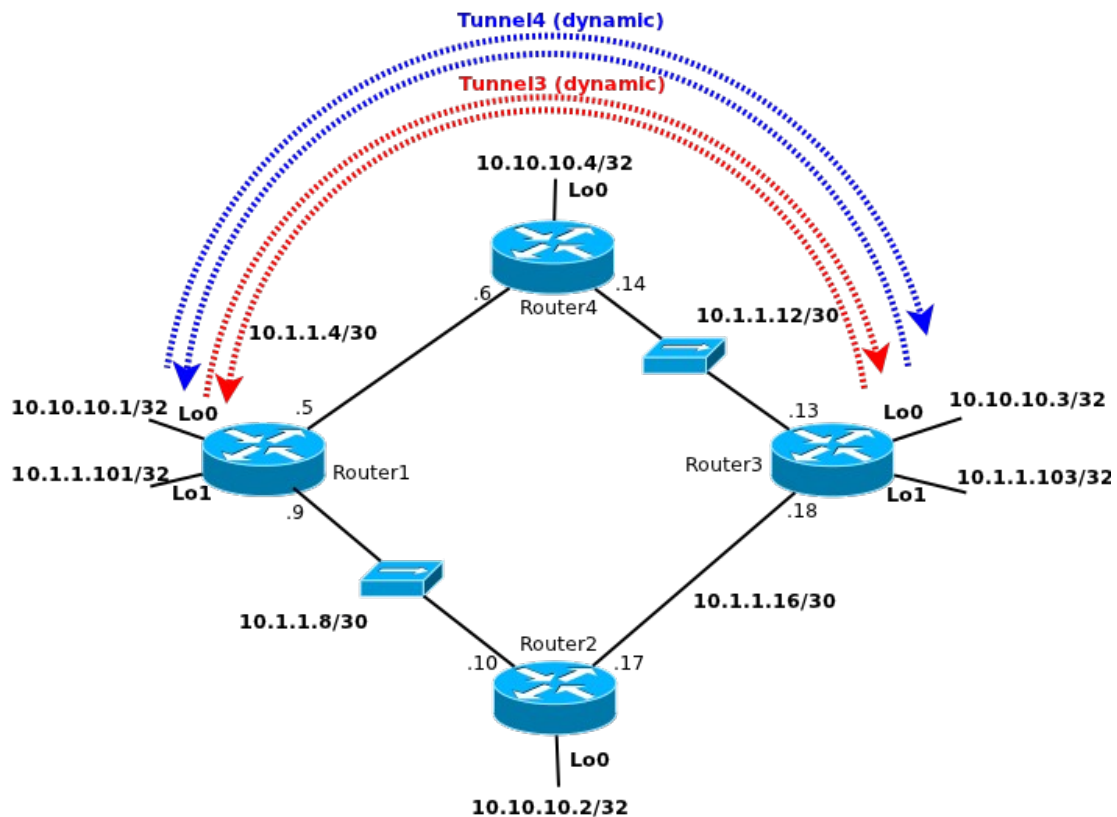 Tunnel4 (dynamic)
Tunnel3 (dynamic)
10.10.10.4/32
Lo0
.6
.14
Router4
10.1.1.4/30
10.1.1.12/30
10.10.10.1/32
Lo0
.5
.13
Lo0
10.10.10.3/32
10.1.1.101/32
Lo1
Router1
Router3
10.1.1.103/32
Lo1
.9
.18
10.1.1.8/30
10.1.1.16/30
Router2
.10
.17
Lo0
10.10.10.2/32